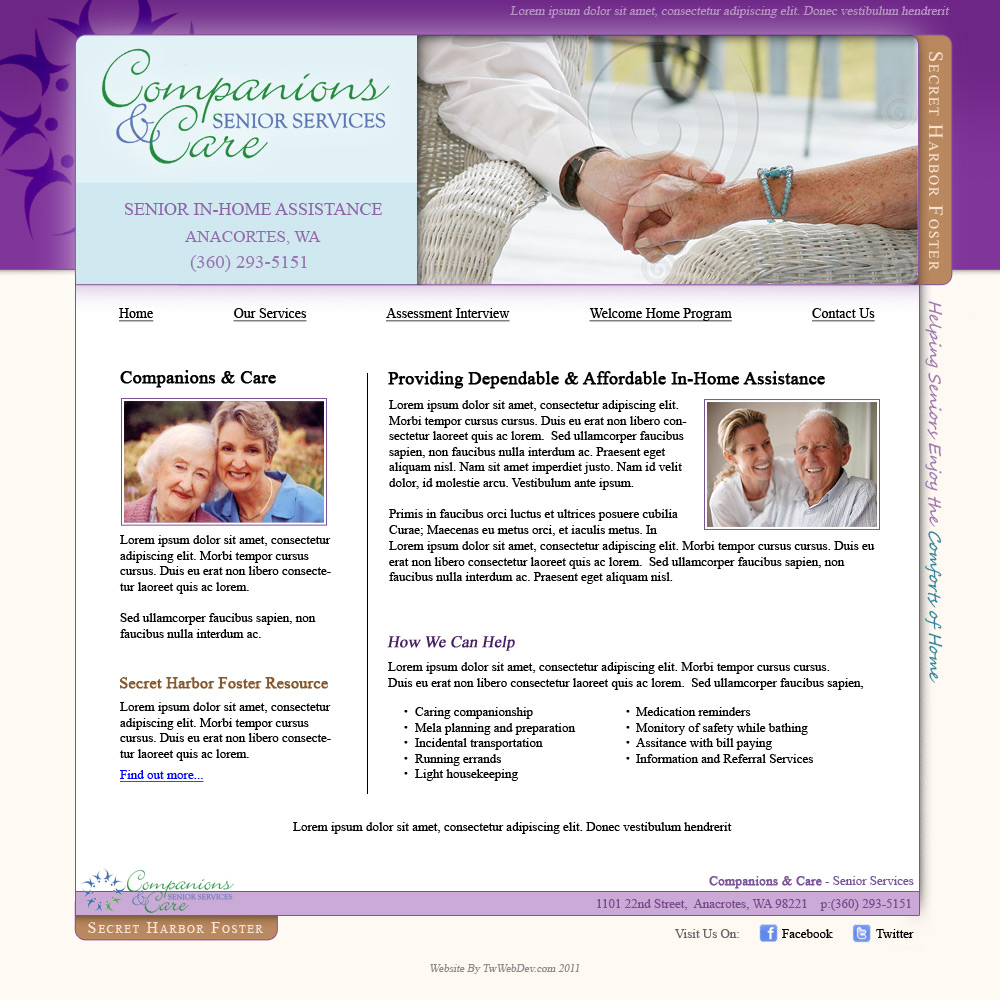 Lorem ipsum dolor sit amet, consectetur adipiscing elit. Donec vestibulum hendrerit
Companions
& SENIOR SERVICES
Care
SENIOR IN-HOME ASSISTANCE
ANACORTES, WA
(360) 293-5151
SECRET HARBOR FOSTER
Helping Seniors Enjoy the Comforts of Home
Home Our Services Assessment Interview Welcome Home Program Contact Us
Companions & Care
Lorem ipsum dolor sit amet, consectetur
adipiscing elit. Morbi tempor cursus
cursus. Duis eu erat non libero consecte-
tur laoreet quis ac lorem.
Sed ullamcorper faucibus sapien, non
faucibus nulla interdum ac.
Secret Harbor Foster Resource
Lorem ipsum dolor sit amet, consectetur
adipiscing elit. Morbi tempor cursus
cursus. Duis eu erat non libero consecte-
tur laoreet quis ac lorem.
Find out more...
Providing Dependable & Affordable In-Home Assistance
Lorem ipsum dolor sit amet, consectetur adipiscing elit.
Morbi tempor cursus cursus. Duis eu erat non libero con-
sectetur laoreet quis ac lorem.  Sed ullamcorper faucibus
sapien, non faucibus nulla interdum ac. Praesent eget
aliquam nisl. Nam sit amet imperdiet justo. Nam id velit
dolor, id molestie arcu. Vestibulum ante ipsum.
Primis in faucibus orci luctus et ultrices posuere cubilia
Curae; Maecenas eu metus orci, et iaculis metus. In
Lorem ipsum dolor sit amet, consectetur adipiscing elit. Morbi tempor cursus cursus. Duis eu
erat non libero consectetur laoreet quis ac lorem.  Sed ullamcorper faucibus sapien, non
faucibus nulla interdum ac. Praesent eget aliquam nisl.
How We Can Help
Lorem ipsum dolor sit amet, consectetur adipiscing elit. Morbi tempor cursus cursus.
Duis eu erat non libero consectetur laoreet quis ac lorem.  Sed ullamcorper faucibus sapien,
• Caring companionship
• Mela planning and preparation
• Incidental transportation
• Running errands
• Light housekeeping
• Medication reminders
• Monitory of safety while bathing
• Assitance with bill paying
• Information and Referral Services
Lorem ipsum dolor sit amet, consectetur adipiscing elit. Donec vestibulum hendrerit
Companions
& SENIOR SERVICES
Care
Companions & Care - Senior Services
1101 22nd Street,  Anacrotes, WA 98221    p:(360) 293-5151
SECRET HARBOR FOSTER
Visit Us On: Facebook Twitter
Website By TwWebDev.com 2011